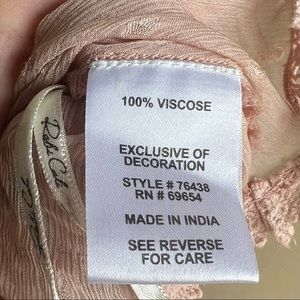 100% VISCOSE
EXCLUSIVE OF
DECORATION
STYLE # 76438
RN # 69654
MADE IN INDIA
SEE REVERSE
FOR CARE